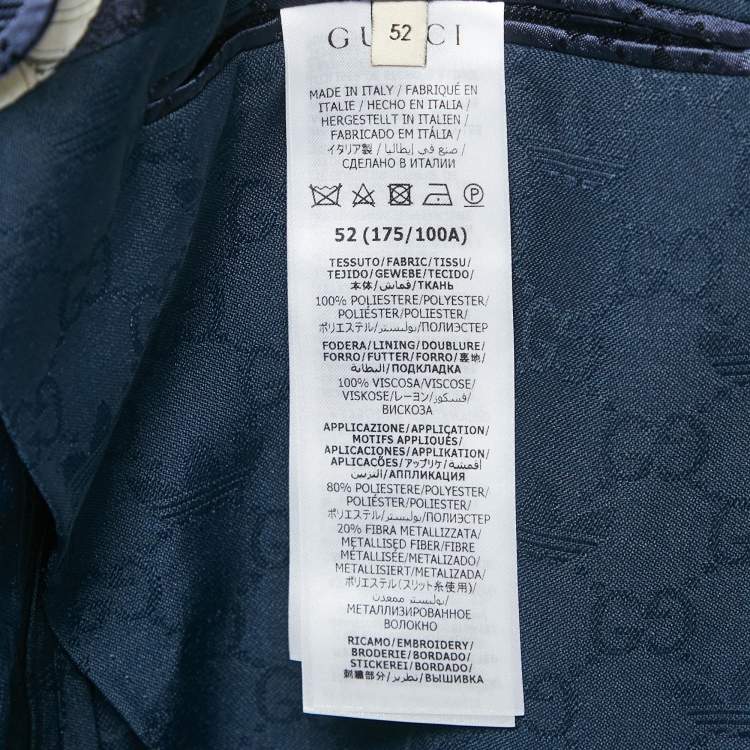 GUCCI
52
MADE IN ITALY / FABRIQUÉ EN
ITALIE / HECHO EN ITALIA /
HERGESTELLT IN ITALIEN /
FABRICADO EM ITÁLIA /
イタリア製 / صنع في إيطاليا /
СДЕЛАНО В ИТАЛИИ
P
52 (175/100A)
TESSUTO/FABRIC/TISSU/
TEJIDO/GEWEBE/TECIDO/
本体/قماش/ТКАНЬ
100% POLIESTERE/POLYESTER/
POLYESTER/POLIESTER/
ポリエステル/بوليستر/ПОЛИЭСТЕР
FODERA/LINING/DOUBLURE/
FORRO/FUTTER/FORRO/裏地/
البطانة/ПОДКЛАДКА
100% VISCOSA/VISCOSE/
VISKOSE/レーヨン/فسكوز/
ВИСКОЗА
APPLICAZIONE/APPLICATION/
MOTIFS APPLIQUÉS/
APLICACIONES/APPLIKATION/
APLICAÇÕES/アップリケ/أقمشة
التزيين/АППЛИКАЦИЯ
80% POLIESTERE/POLYESTER/
POLIÉSTER/POLIESTER/
ポリエステル/بوليستر/ПОЛИЭСТЕР
20% FIBRA METALLIZZATA/
METALLISED FIBER/FIBRE
MÉTALLISÉE/METALIZADO/
METALLISIERT/METALIZADA/
ポリエステル(スリット糸使用)/
بوليستر ممعدن/
МЕТАЛЛИЗИРОВАННОЕ
ВОЛОКНО
RICAMO/EMBROIDERY/
BRODERIE/BORDADO/
STICKEREI/BORDADO/
刺繍部分/تطريز/ВЫШИВКА